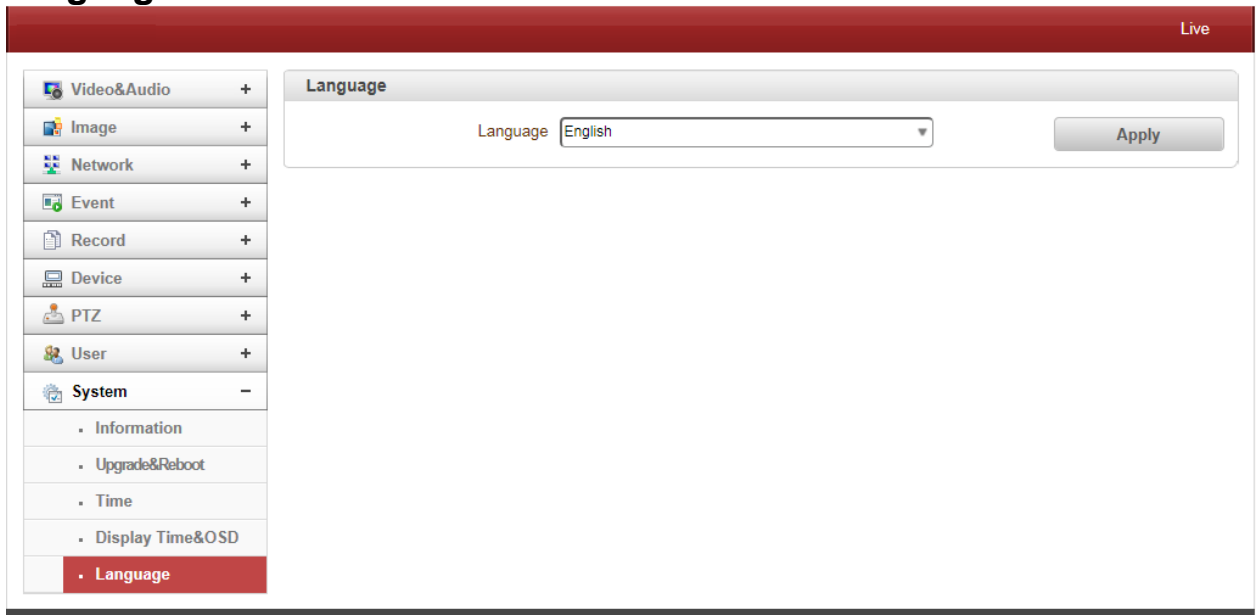 Live
Video&Audio +
Image +
Network +
Event +
Record +
Device +
PTZ +
User +
System −
Information
Upgrade&Reboot
Time
Display Time&OSD
Language
Language
Language English Apply